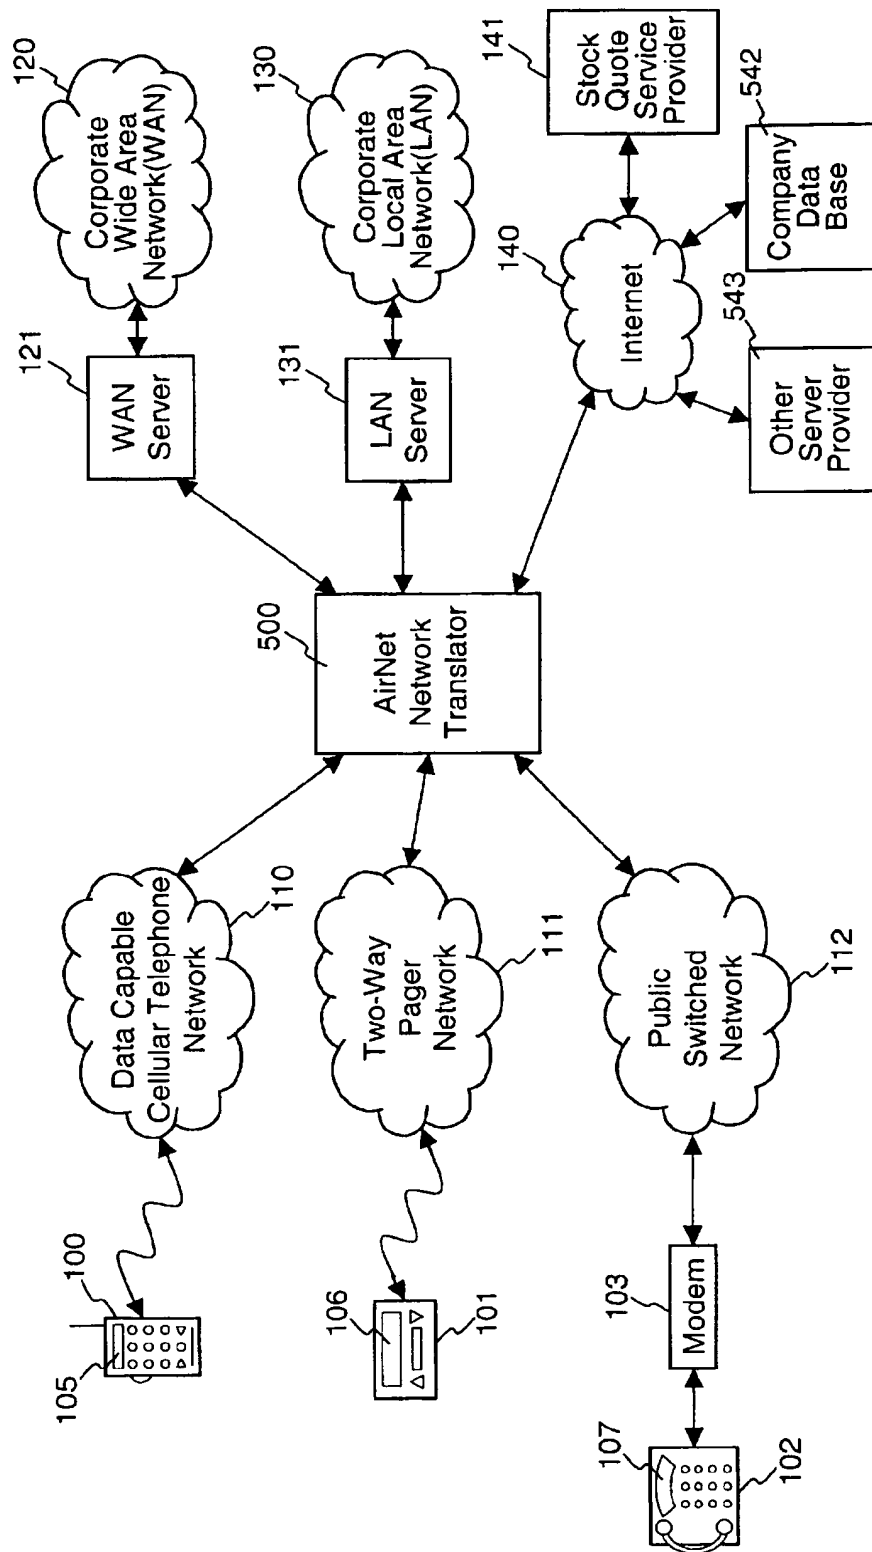 120
Corporate
Wide Area
Network(WAN)
121
WAN
Server
130
Corporate
Local Area
Network(LAN)
131
LAN
Server
141
Stock
Quote
Service
Provider
140
Internet
542
Company
Data
Base
543
Other
Server
Provider
500
AirNet
Network
Translator
Data Capable
Cellular Telephone
Network
110
Two-Way
Pager
Network
111
Public
Switched
Network
112
100
105
106
101
103
Modem
107
102